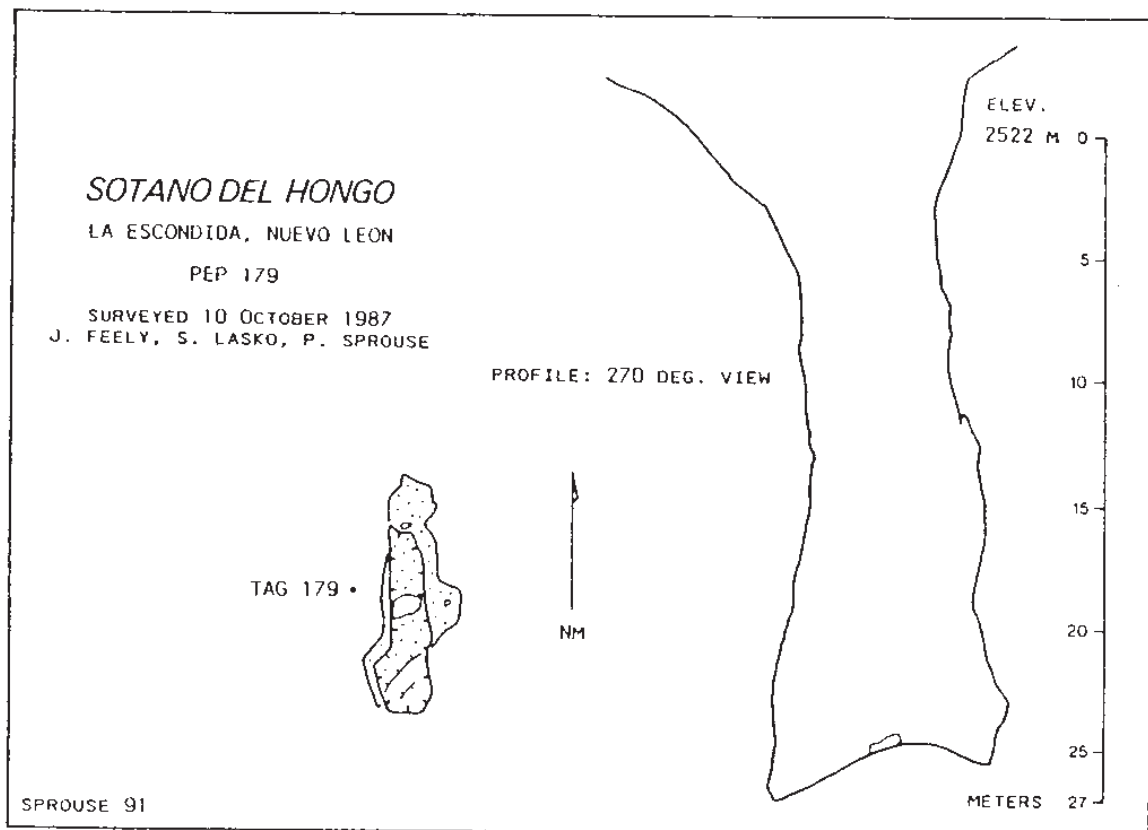 SOTANO DEL HONGO
LA ESCONDIDA, NUEVO LEON
PEP 179
SURVEYED 10 OCTOBER 1987
J. FEELY, S. LASKO, P. SPROUSE
PROFILE: 270 DEG. VIEW
TAG 179
NM
ELEV.
2522 M 0
5
10
15
20
25
METERS 27
SPROUSE 91